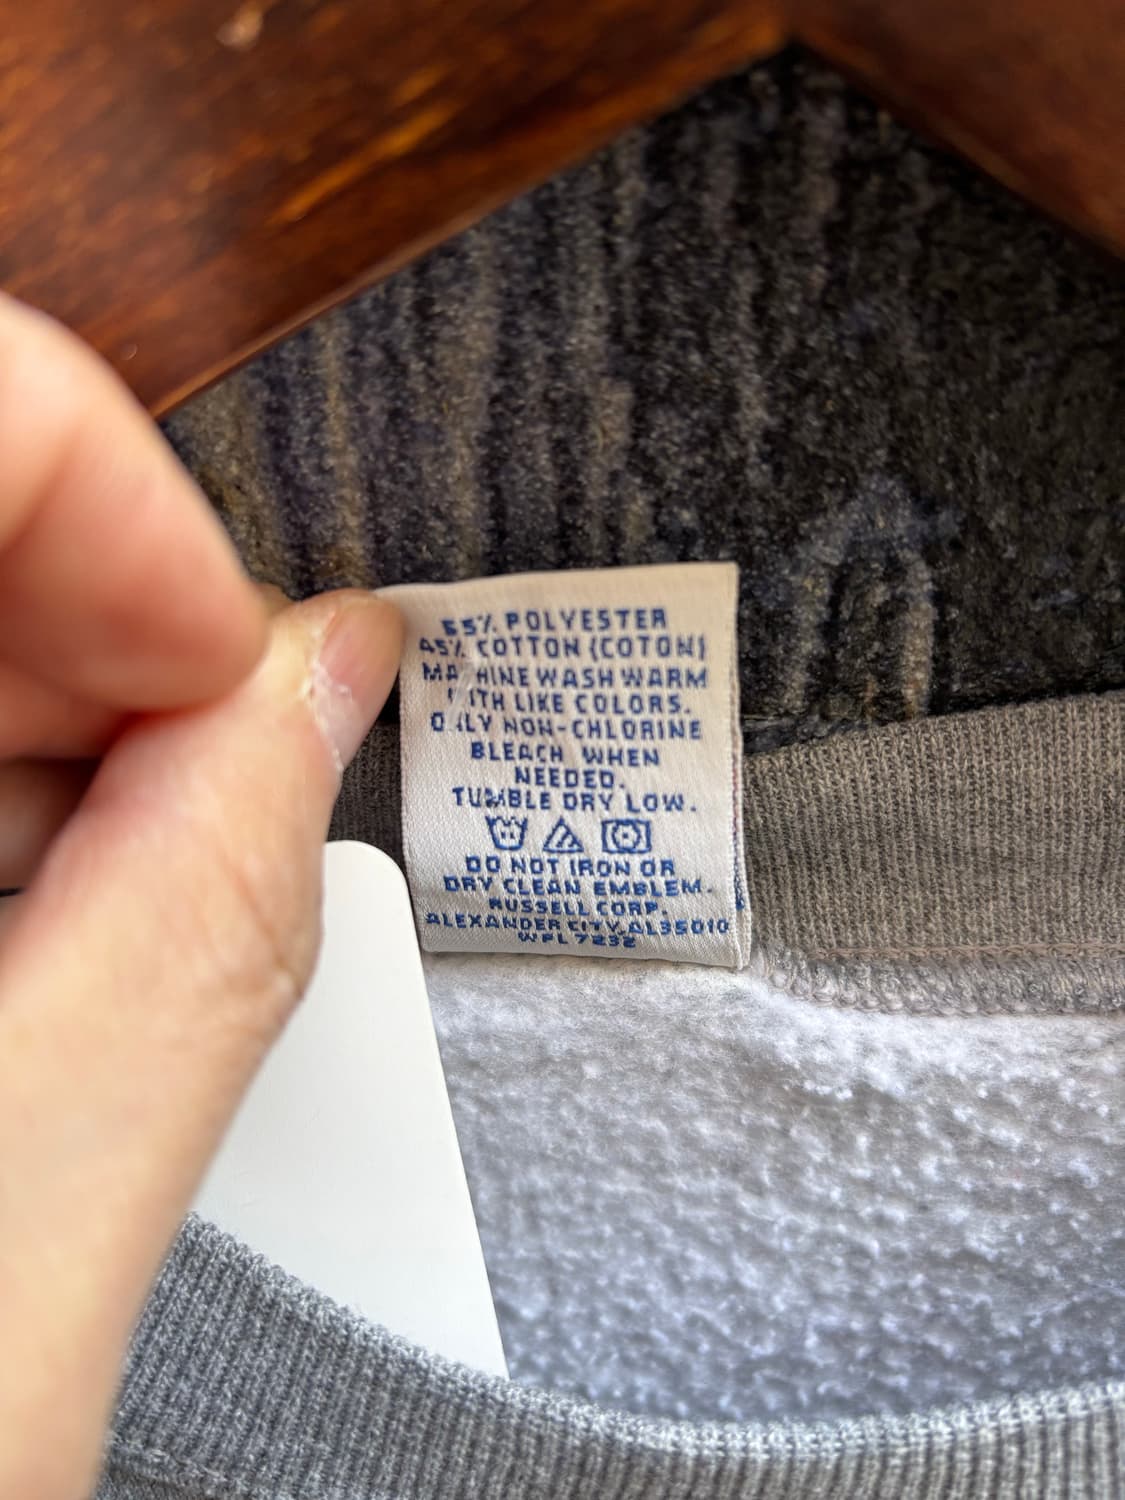 55% POLYESTER
45% COTTON (COTON)
MACHINE WASH WARM
WITH LIKE COLORS.
ONLY NON-CHLORINE
BLEACH WHEN
NEEDED.
TUMBLE DRY LOW.
DO NOT IRON OR
DRY CLEAN EMBLEM.
RUSSELL CORP.
ALEXANDER CITY, AL35010
WPL 7232